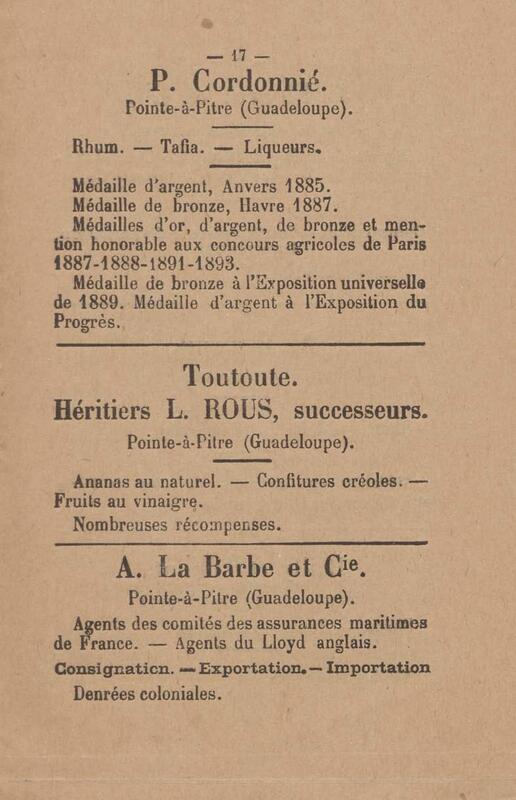 — 17 —
P. Cordonnié.
Pointe-à-Pitre (Guadeloupe).
Rhum. — Tafia. — Liqueurs.
Médaille d'argent, Anvers 1885.
Médaille de bronze, Havre 1887.
Médailles d'or, d'argent, de bronze et men-
tion honorable aux concours agricoles de Paris
1887-1888-1891-1893.
Médaille de bronze à l'Exposition universelle
de 1889. Médaille d'argent à l'Exposition du
Progrès.
Toutoute.
Héritiers L. ROUS, successeurs.
Pointe-à-Pitre (Guadeloupe).
Ananas au naturel. — Confitures créoles. —
Fruits au vinaigre.
Nombreuses récompenses.
A. La Barbe et Cie.
Pointe-à-Pitre (Guadeloupe).
Agents des comités des assurances maritimes
de France. — Agents du Lloyd anglais.
Consignation. — Exportation. — Importation
Denrées coloniales.